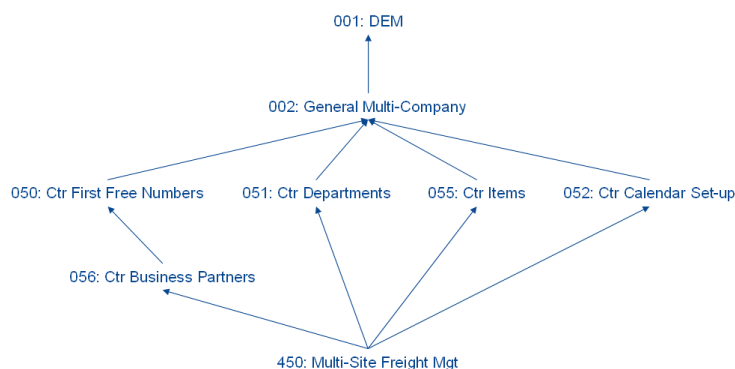 001: DEM
002: General Multi-Company
050: Ctr First Free Numbers
051: Ctr Departments
055: Ctr Items
052: Ctr Calendar Set-up
056: Ctr Business Partners
450: Multi-Site Freight Mgt